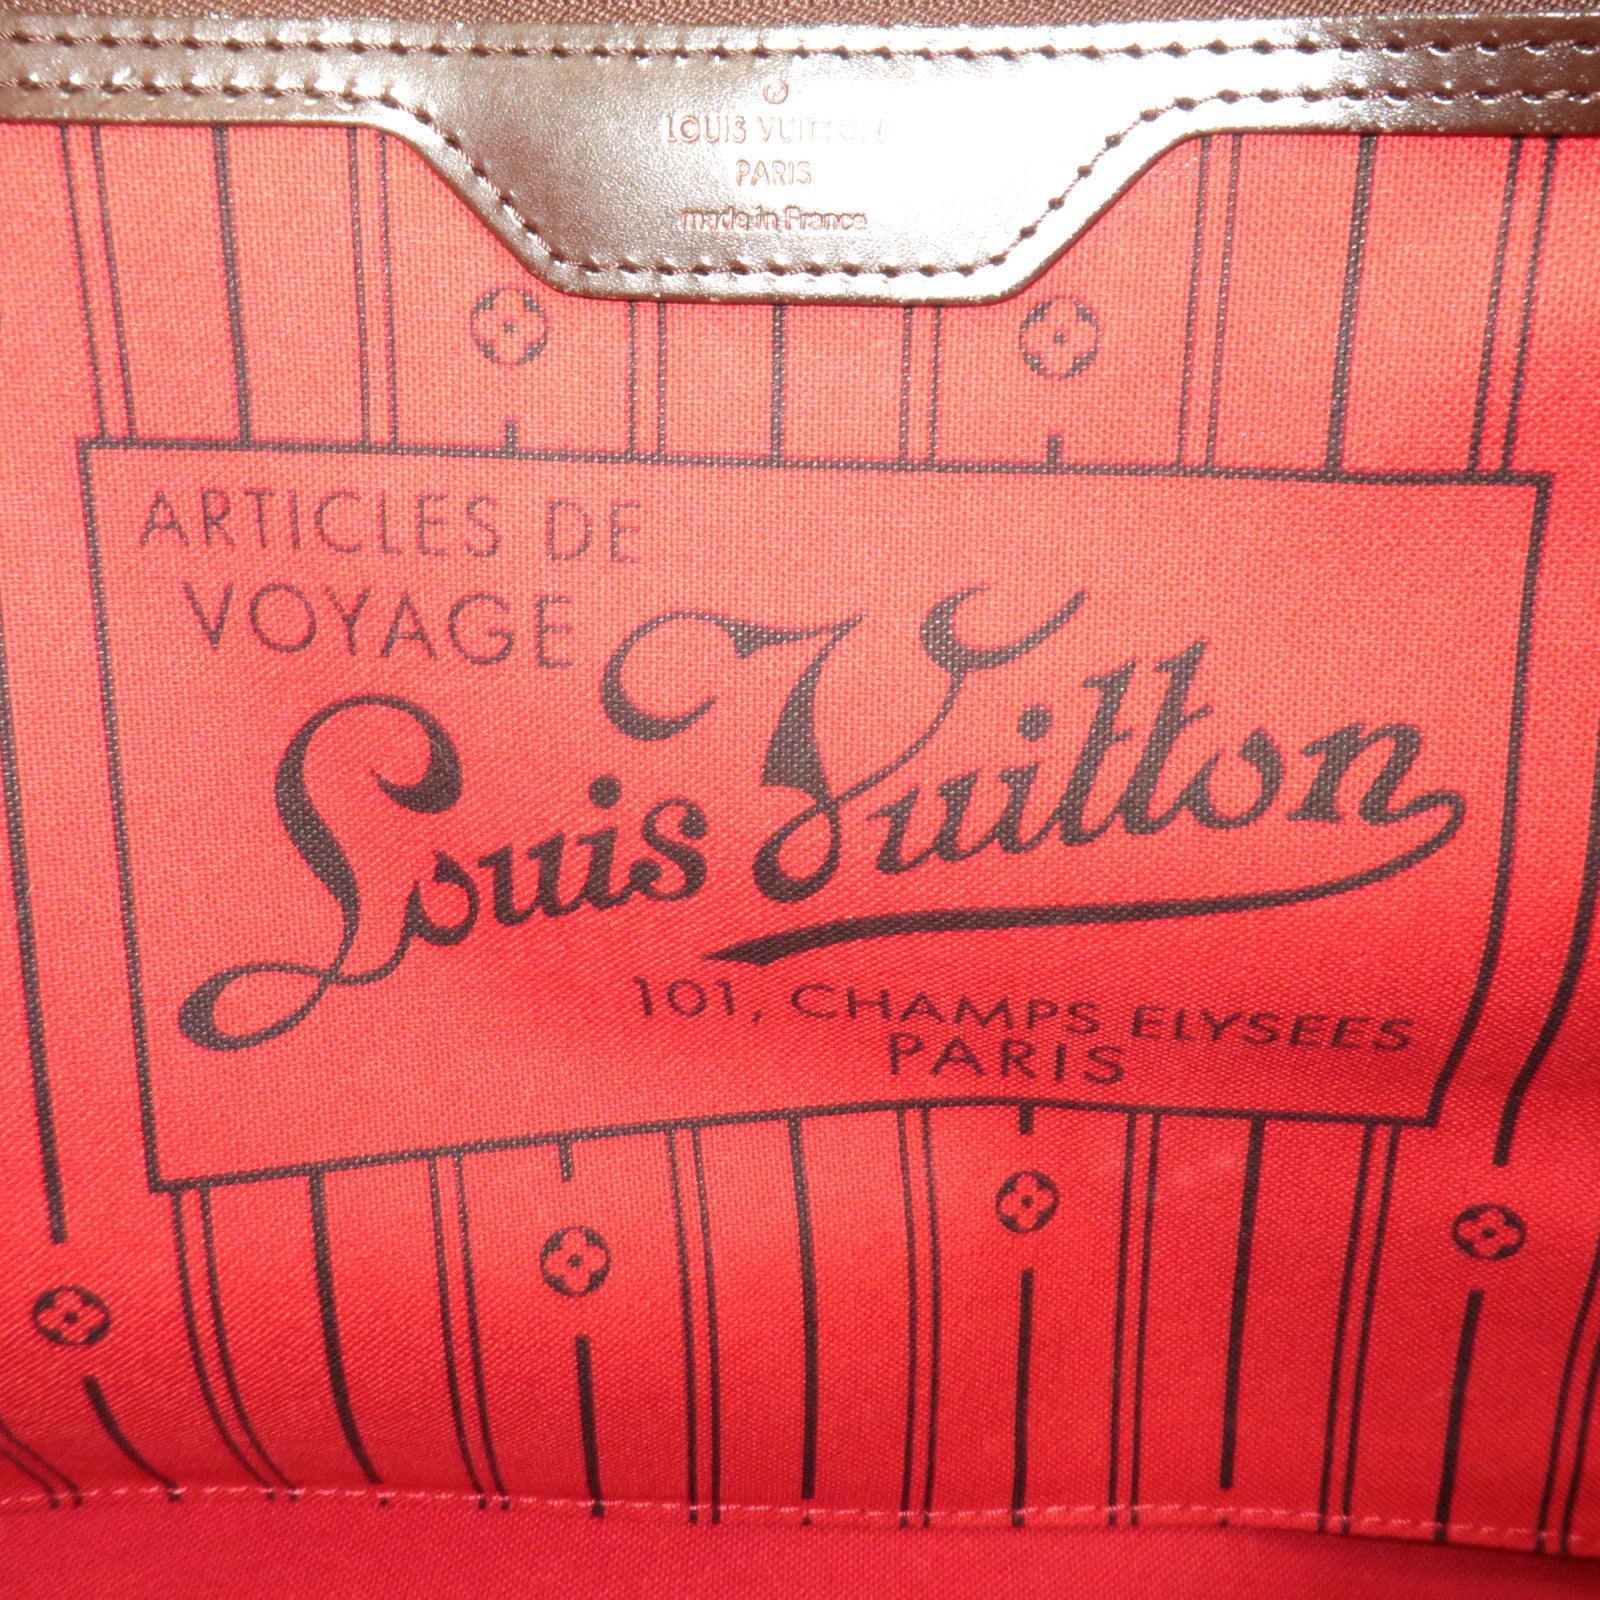 LOUIS VUITTON
PARIS
made in France
ARTICLES DE
VOYAGE
Louis Vuitton
101, CHAMPS ELYSEES
PARIS